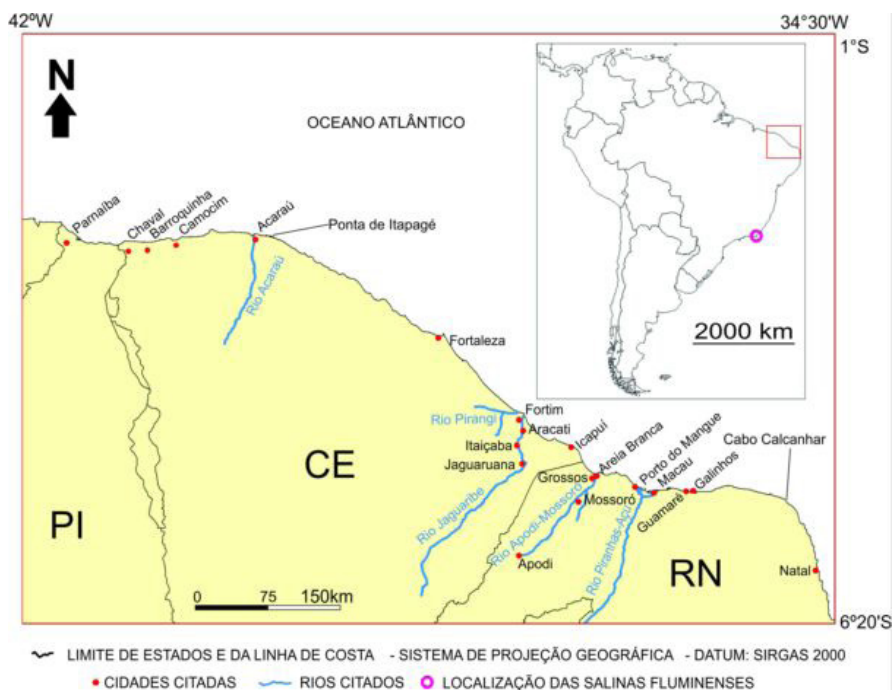 42ºW
34°30'W
1°S
N
OCEANO ATLÂNTICO
2000 km
Parnaíba
Chaval
Barroquinha
Camocim
Acaraú
Ponta de Itapagé
Rio Acaraú
Fortaleza
Rio Pirangi
Fortim
Aracati
Itaiçaba
Jaguaruana
Icapuí
Areia Branca
Porto do Mangue
Macau
Galinhos
Cabo Calcanhar
Grossos
Mossoró
Guamaré
CE
PI
Rio Jaguaribe
Rio Apodi-Mossoró
Rio Piranhas-Açu
Apodi
RN
Natal
0 75 150km
6°20'S
LIMITE DE ESTADOS E DA LINHA DE COSTA - SISTEMA DE PROJEÇÃO GEOGRÁFICA - DATUM: SIRGAS 2000
CIDADES CITADAS RIOS CITADOS LOCALIZAÇÃO DAS SALINAS FLUMINENSES